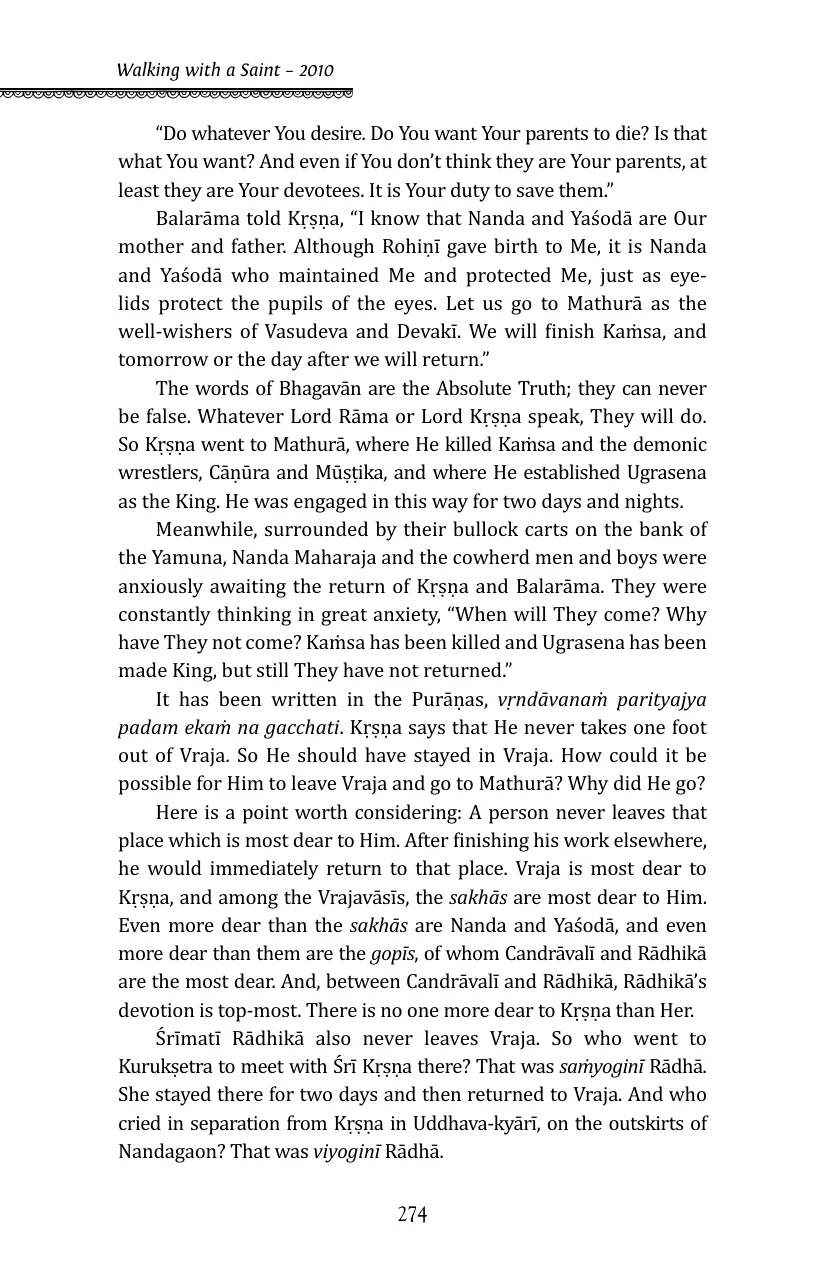 Walking with a Saint – 2010
“Do whatever You desire. Do You want Your parents to die? Is that
what You want? And even if You don’t think they are Your parents, at
least they are Your devotees. It is Your duty to save them.”
Balarāma told Kṛṣṇa, “I know that Nanda and Yaśodā are Our
mother and father. Although Rohiṇī gave birth to Me, it is Nanda
and Yaśodā who maintained Me and protected Me, just as eye-
lids protect the pupils of the eyes. Let us go to Mathurā as the
well-wishers of Vasudeva and Devakī. We will finish Kaṁsa, and
tomorrow or the day after we will return.”
The words of Bhagavān are the Absolute Truth; they can never
be false. Whatever Lord Rāma or Lord Kṛṣṇa speak, They will do.
So Kṛṣṇa went to Mathurā, where He killed Kaṁsa and the demonic
wrestlers, Cāṇūra and Mūṣṭika, and where He established Ugrasena
as the King. He was engaged in this way for two days and nights.
Meanwhile, surrounded by their bullock carts on the bank of
the Yamuna, Nanda Maharaja and the cowherd men and boys were
anxiously awaiting the return of Kṛṣṇa and Balarāma. They were
constantly thinking in great anxiety, “When will They come? Why
have They not come? Kaṁsa has been killed and Ugrasena has been
made King, but still They have not returned.”
It has been written in the Purāṇas, vṛndāvanaṁ parityajya
padam ekaṁ na gacchati. Kṛṣṇa says that He never takes one foot
out of Vraja. So He should have stayed in Vraja. How could it be
possible for Him to leave Vraja and go to Mathurā? Why did He go?
Here is a point worth considering: A person never leaves that
place which is most dear to Him. After finishing his work elsewhere,
he would immediately return to that place. Vraja is most dear to
Kṛṣṇa, and among the Vrajavāsīs, the sakhās are most dear to Him.
Even more dear than the sakhās are Nanda and Yaśodā, and even
more dear than them are the gopīs, of whom Candrāvalī and Rādhikā
are the most dear. And, between Candrāvalī and Rādhikā, Rādhikā’s
devotion is top-most. There is no one more dear to Kṛṣṇa than Her.
Śrīmatī Rādhikā also never leaves Vraja. So who went to
Kurukṣetra to meet with Śrī Kṛṣṇa there? That was saṁyoginī Rādhā.
She stayed there for two days and then returned to Vraja. And who
cried in separation from Kṛṣṇa in Uddhava-kyārī, on the outskirts of
Nandagaon? That was viyoginī Rādhā.
274